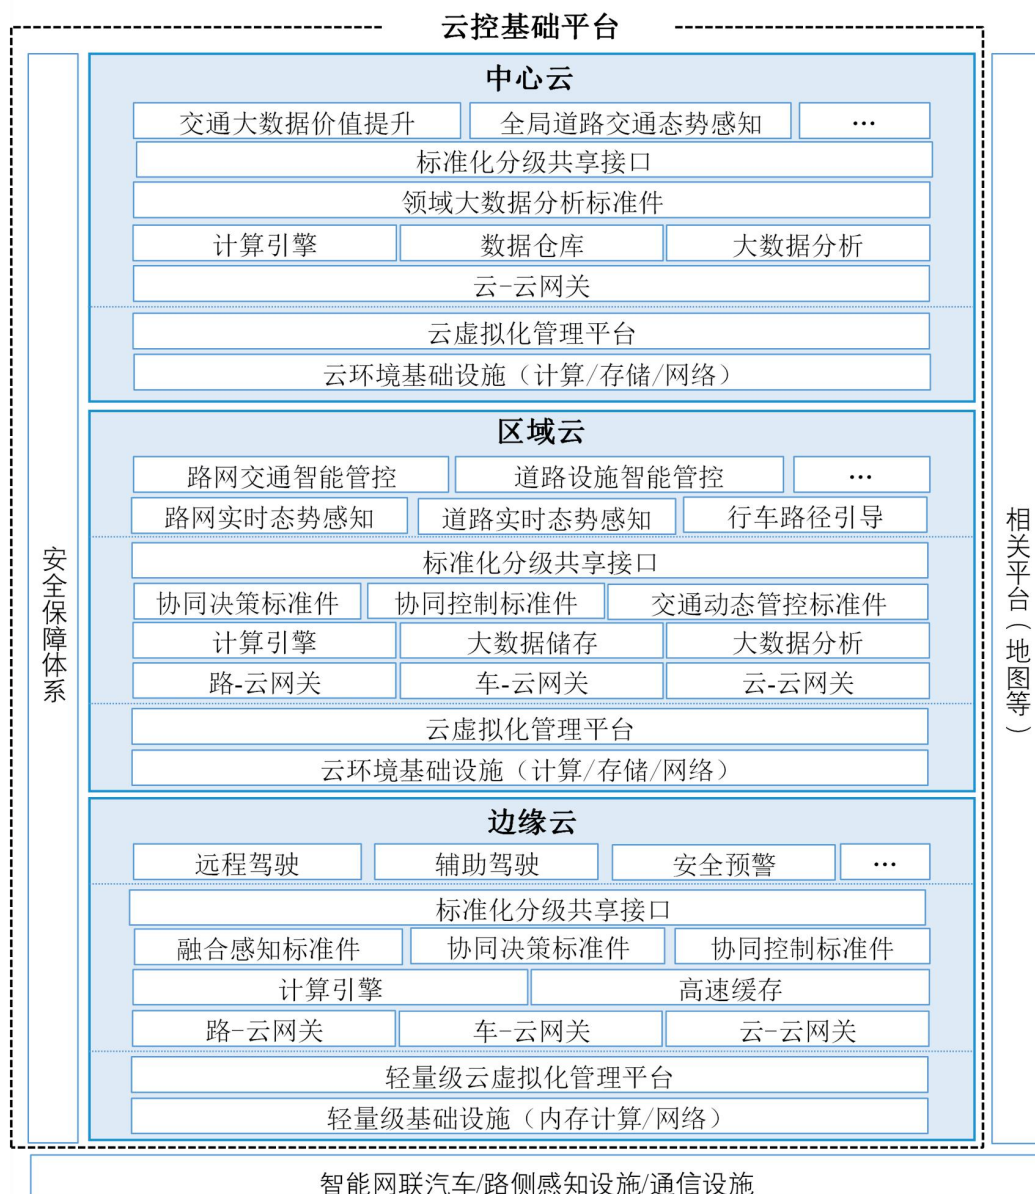 云控基础平台
中心云
交通大数据价值提升 全局道路交通态势感知 …
标准化分级共享接口
领域大数据分析标准件
计算引擎 数据仓库 大数据分析
云-云网关
云虚拟化管理平台
云环境基础设施（计算/存储/网络）
区域云
路网交通智能管控 道路设施智能管控 …
路网实时态势感知 道路实时态势感知 行车路径引导
标准化分级共享接口
协同决策标准件 协同控制标准件 交通动态管控标准件
计算引擎 大数据储存 大数据分析
路-云网关 车-云网关 云-云网关
云虚拟化管理平台
云环境基础设施（计算/存储/网络）
边缘云
远程驾驶 辅助驾驶 安全预警 …
标准化分级共享接口
融合感知标准件 协同决策标准件 协同控制标准件
计算引擎 高速缓存
路-云网关 车-云网关 云-云网关
轻量级云虚拟化管理平台
轻量级基础设施（内存计算/网络）
安全保障体系
相关平台（地图等）
智能网联汽车/路侧感知设施/通信设施